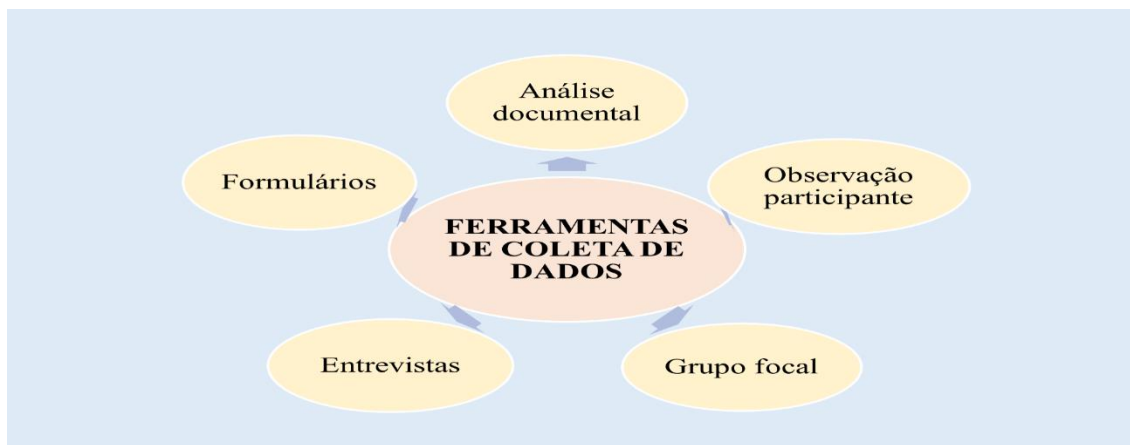 Análise
documental
Formulários
Observação
participante
FERRAMENTAS
DE COLETA DE
DADOS
Entrevistas
Grupo focal